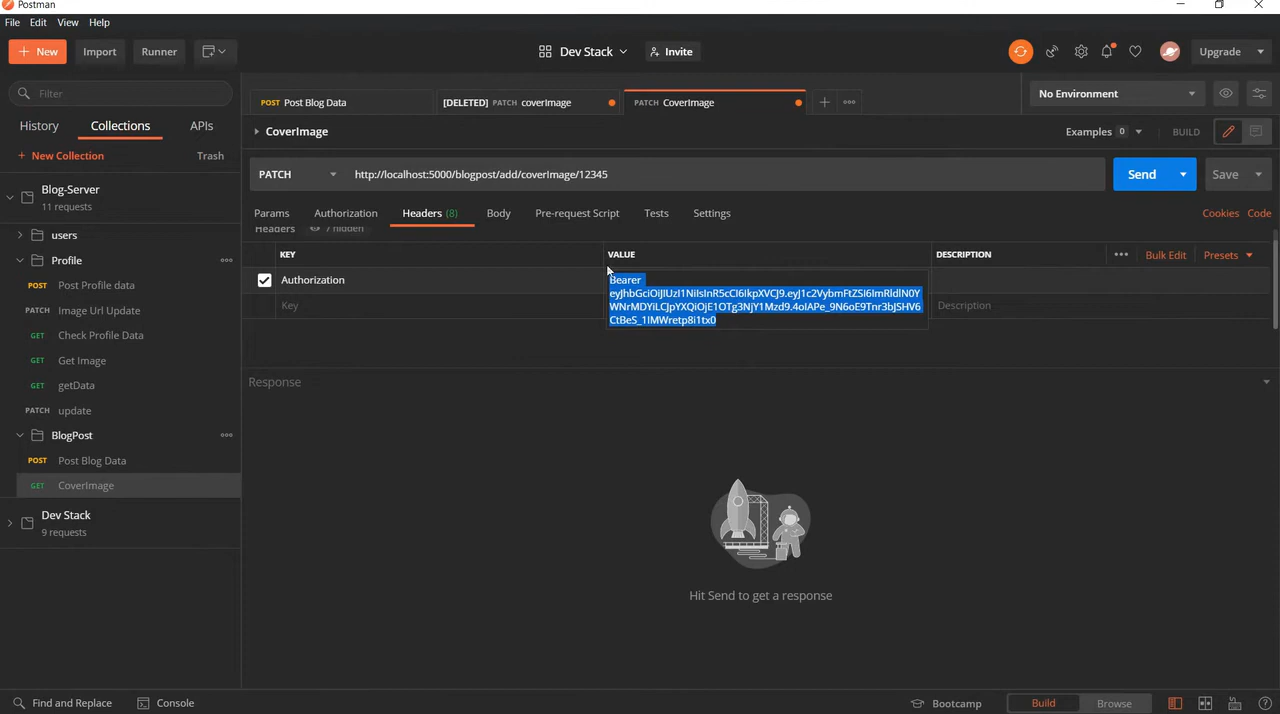 Postman
File Edit View Help
+ New Import Runner Dev Stack Invite Upgrade
Filter
POST Post Blog Data [DELETED] PATCH coverImage PATCH CoverImage No Environment
History Collections APIs
CoverImage Examples 0 BUILD
+ New Collection Trash
PATCH http://localhost:5000/blogpost/add/coverImage/12345 Send Save
Blog-Server
11 requests
Params Authorization Headers (8) Body Pre-request Script Tests Settings Cookies Code
Headers 7 hidden
users
KEY VALUE DESCRIPTION Bulk Edit Presets
Profile
Authorization Bearer
Post Profile data
Key Description
Image Url Update
Check Profile Data
Get Image
getData
update
POST
PATCH
GET
GET
GET
PATCH
Response
BlogPost
POST Post Blog Data
GET CoverImage
Dev Stack
9 requests
Hit Send to get a response
Find and Replace Console Bootcamp Build Browse